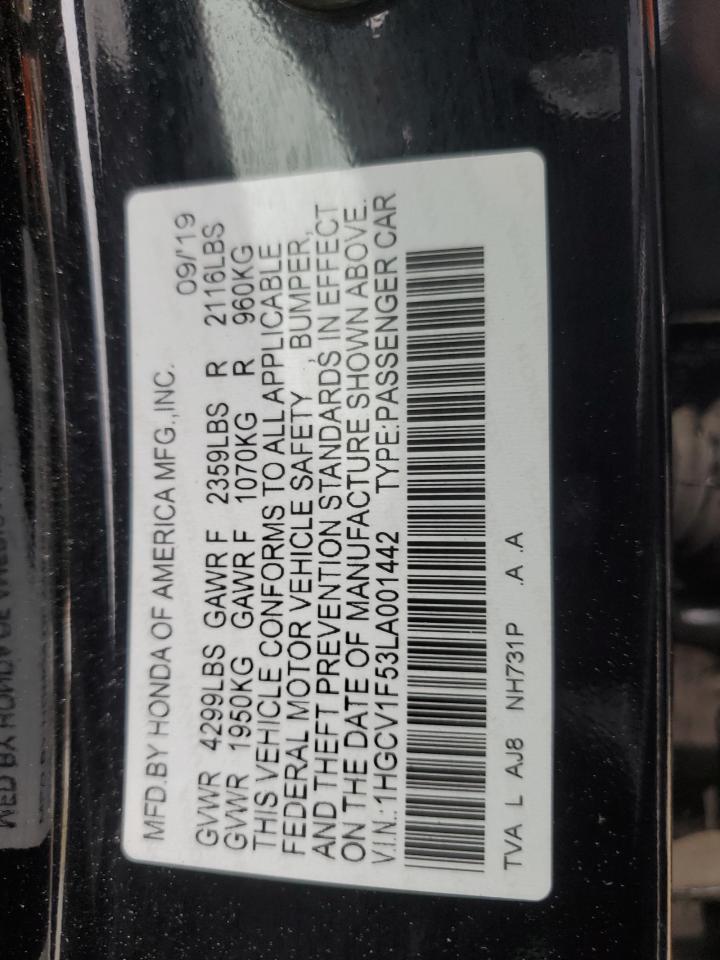 MFD.BY HONDA OF AMERICA MFG.,INC. 09/'19
GVWR 4299LBS GAWR F 2359LBS R 2116LBS
GVWR 1950KG GAWR F 1070KG R 960KG
THIS VEHICLE CONFORMS TO ALL APPLICABLE
FEDERAL MOTOR VEHICLE SAFETY, BUMPER,
AND THEFT PREVENTION STANDARDS IN EFFECT
ON THE DATE OF MANUFACTURE SHOWN ABOVE.
V.I.N.:1HGCV1F53LA001442 TYPE:PASSENGER CAR
TVA L AJ8 NH731P .A .A